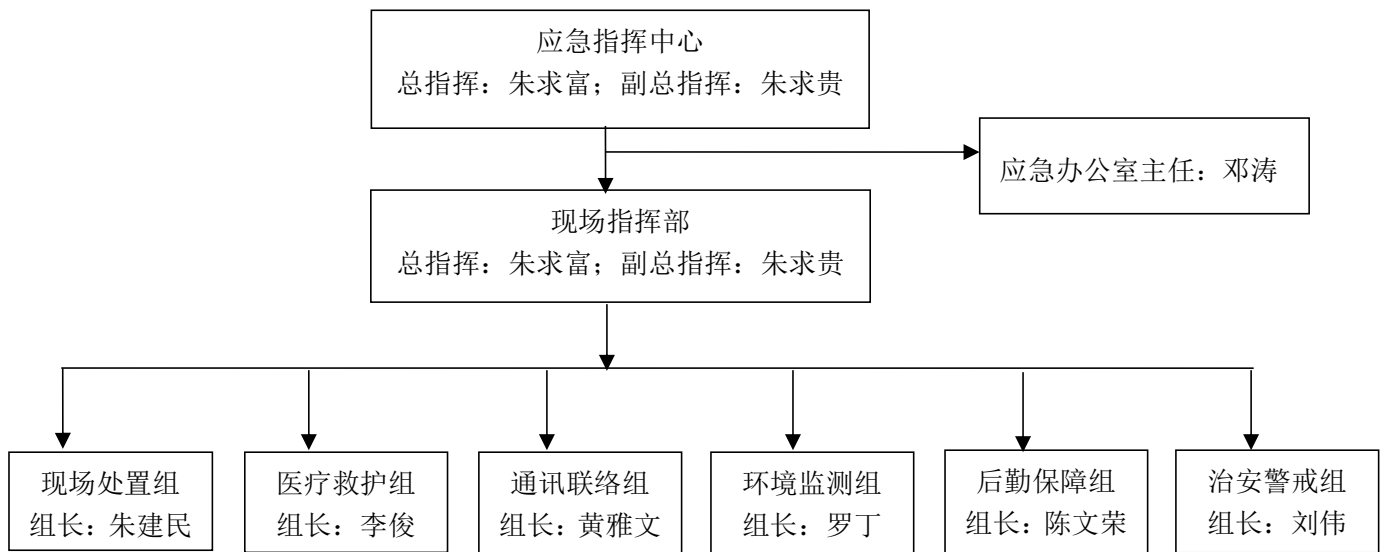 应急指挥中心
总指挥：朱求富；副总指挥：朱求贵
应急办公室主任：邓涛
现场指挥部
总指挥：朱求富；副总指挥：朱求贵
现场处置组
组长：朱建民
医疗救护组
组长：李俊
通讯联络组
组长：黄雅文
环境监测组
组长：罗丁
后勤保障组
组长：陈文荣
治安警戒组
组长：刘伟